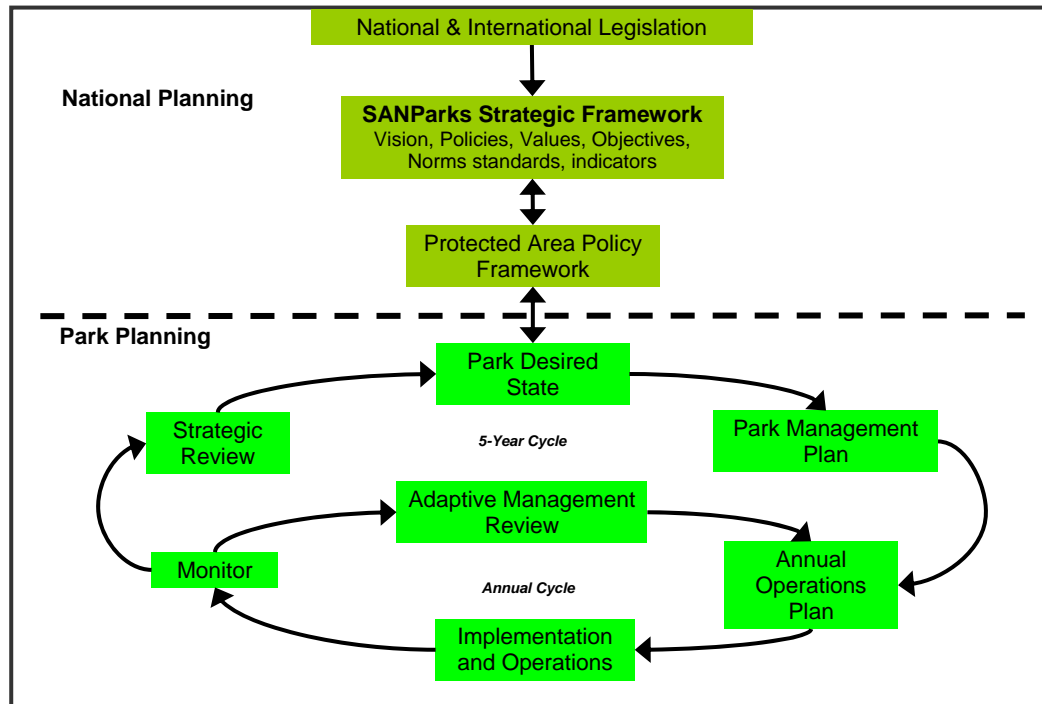 National & International Legislation
National Planning
SANParks Strategic Framework
Vision, Policies, Values, Objectives,
Norms standards, indicators
Protected Area Policy
Framework
Park Planning
Park Desired
State
Strategic
Review
5-Year Cycle
Park Management
Plan
Adaptive Management
Review
Monitor
Annual Cycle
Annual
Operations
Plan
Implementation
and Operations